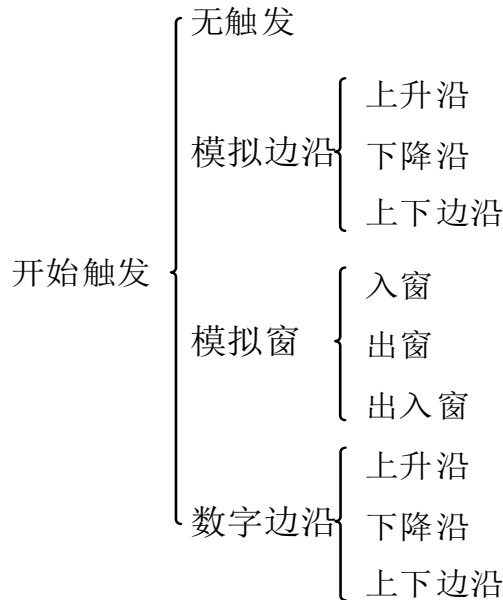 无触发
上升沿
模拟边沿
下降沿
上下边沿
开始触发
入窗
模拟窗
出窗
出入窗
上升沿
数字边沿
下降沿
上下边沿